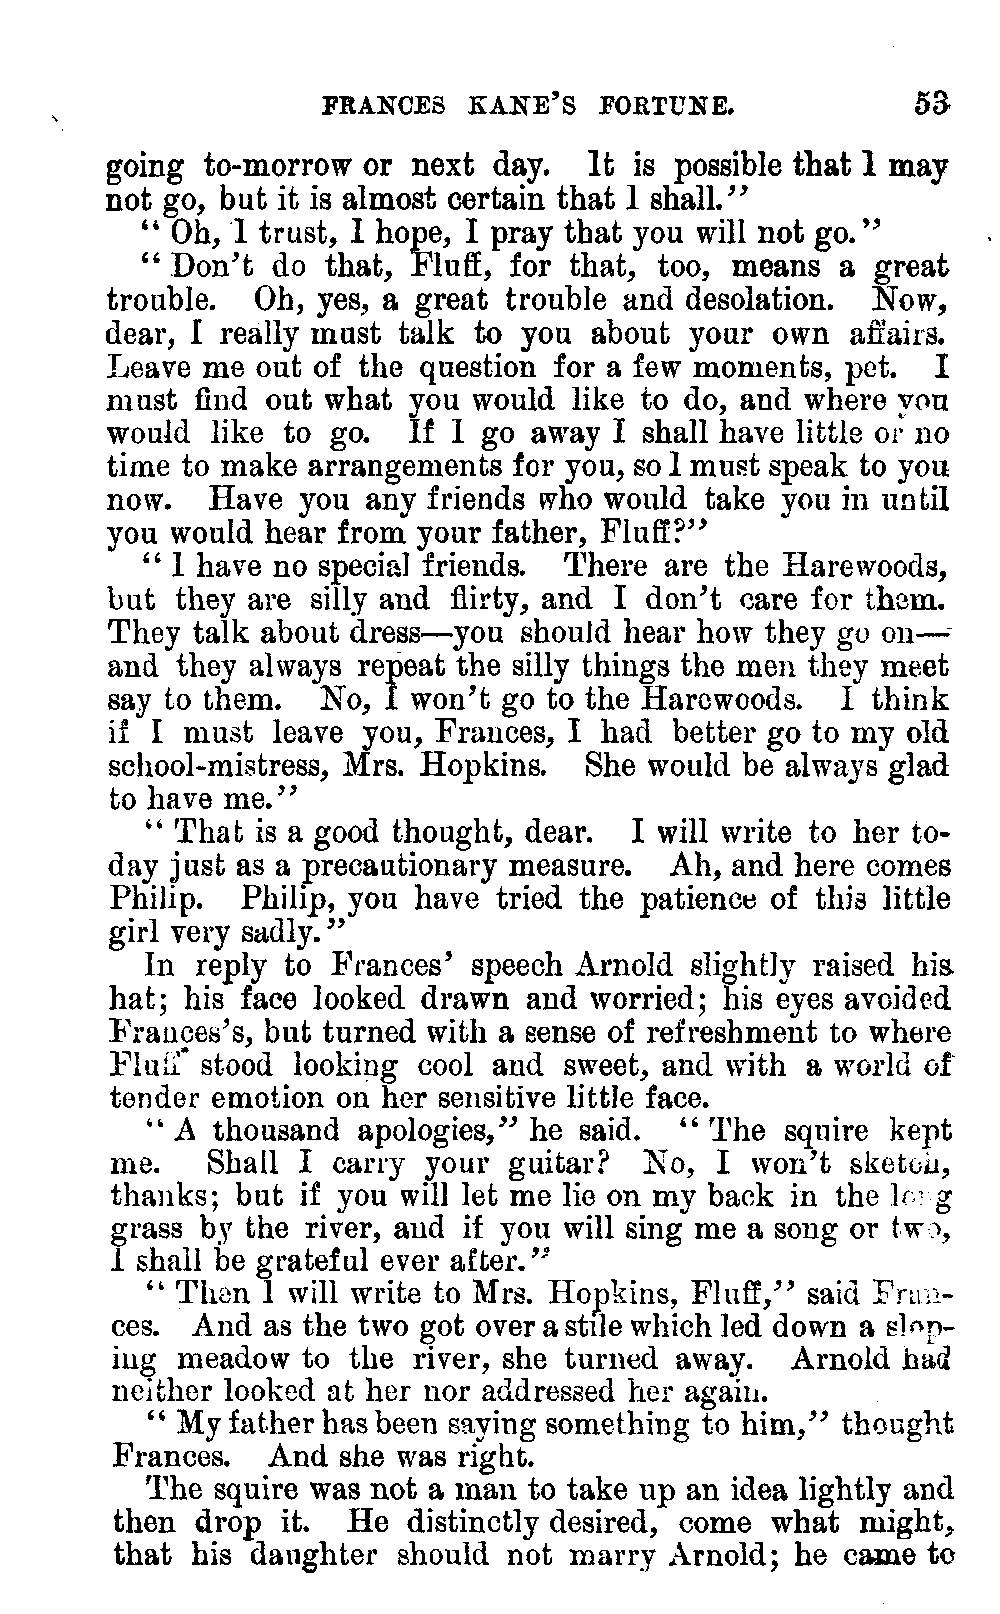 FRANCES KANE'S FORTUNE. 53
going to-morrow or next day. It is possible that I may
not go, but it is almost certain that I shall."
"Oh, I trust, I hope, I pray that you will not go."
"Don't do that, Fluff, for that, too, means a great
trouble. Oh, yes, a great trouble and desolation. Now,
dear, I really must talk to you about your own affairs.
Leave me out of the question for a few moments, pet. I
must find out what you would like to do, and where you
would like to go. If I go away I shall have little or no
time to make arrangements for you, so I must speak to you
now. Have you any friends who would take you in until
you would hear from your father, Fluff?"
"I have no special friends. There are the Harewoods,
but they are silly and flirty, and I don't care for them.
They talk about dress—you should hear how they go on—
and they always repeat the silly things the men they meet
say to them. No, I won't go to the Harewoods. I think
if I must leave you, Frances, I had better go to my old
school-mistress, Mrs. Hopkins. She would be always glad
to have me."
"That is a good thought, dear. I will write to her to-
day just as a precautionary measure. Ah, and here comes
Philip. Philip, you have tried the patience of this little
girl very sadly."
In reply to Frances' speech Arnold slightly raised his
hat; his face looked drawn and worried; his eyes avoided
Frances's, but turned with a sense of refreshment to where
Fluff stood looking cool and sweet, and with a world of
tender emotion on her sensitive little face.
"A thousand apologies," he said. "The squire kept
me. Shall I carry your guitar? No, I won't sketch,
thanks; but if you will let me lie on my back in the long
grass by the river, and if you will sing me a song or two,
I shall be grateful ever after."
"Then I will write to Mrs. Hopkins, Fluff," said Fran-
ces. And as the two got over a stile which led down a slop-
ing meadow to the river, she turned away. Arnold had
neither looked at her nor addressed her again.
"My father has been saying something to him," thought
Frances. And she was right.
The squire was not a man to take up an idea lightly and
then drop it. He distinctly desired, come what might,
that his daughter should not marry Arnold; he came to